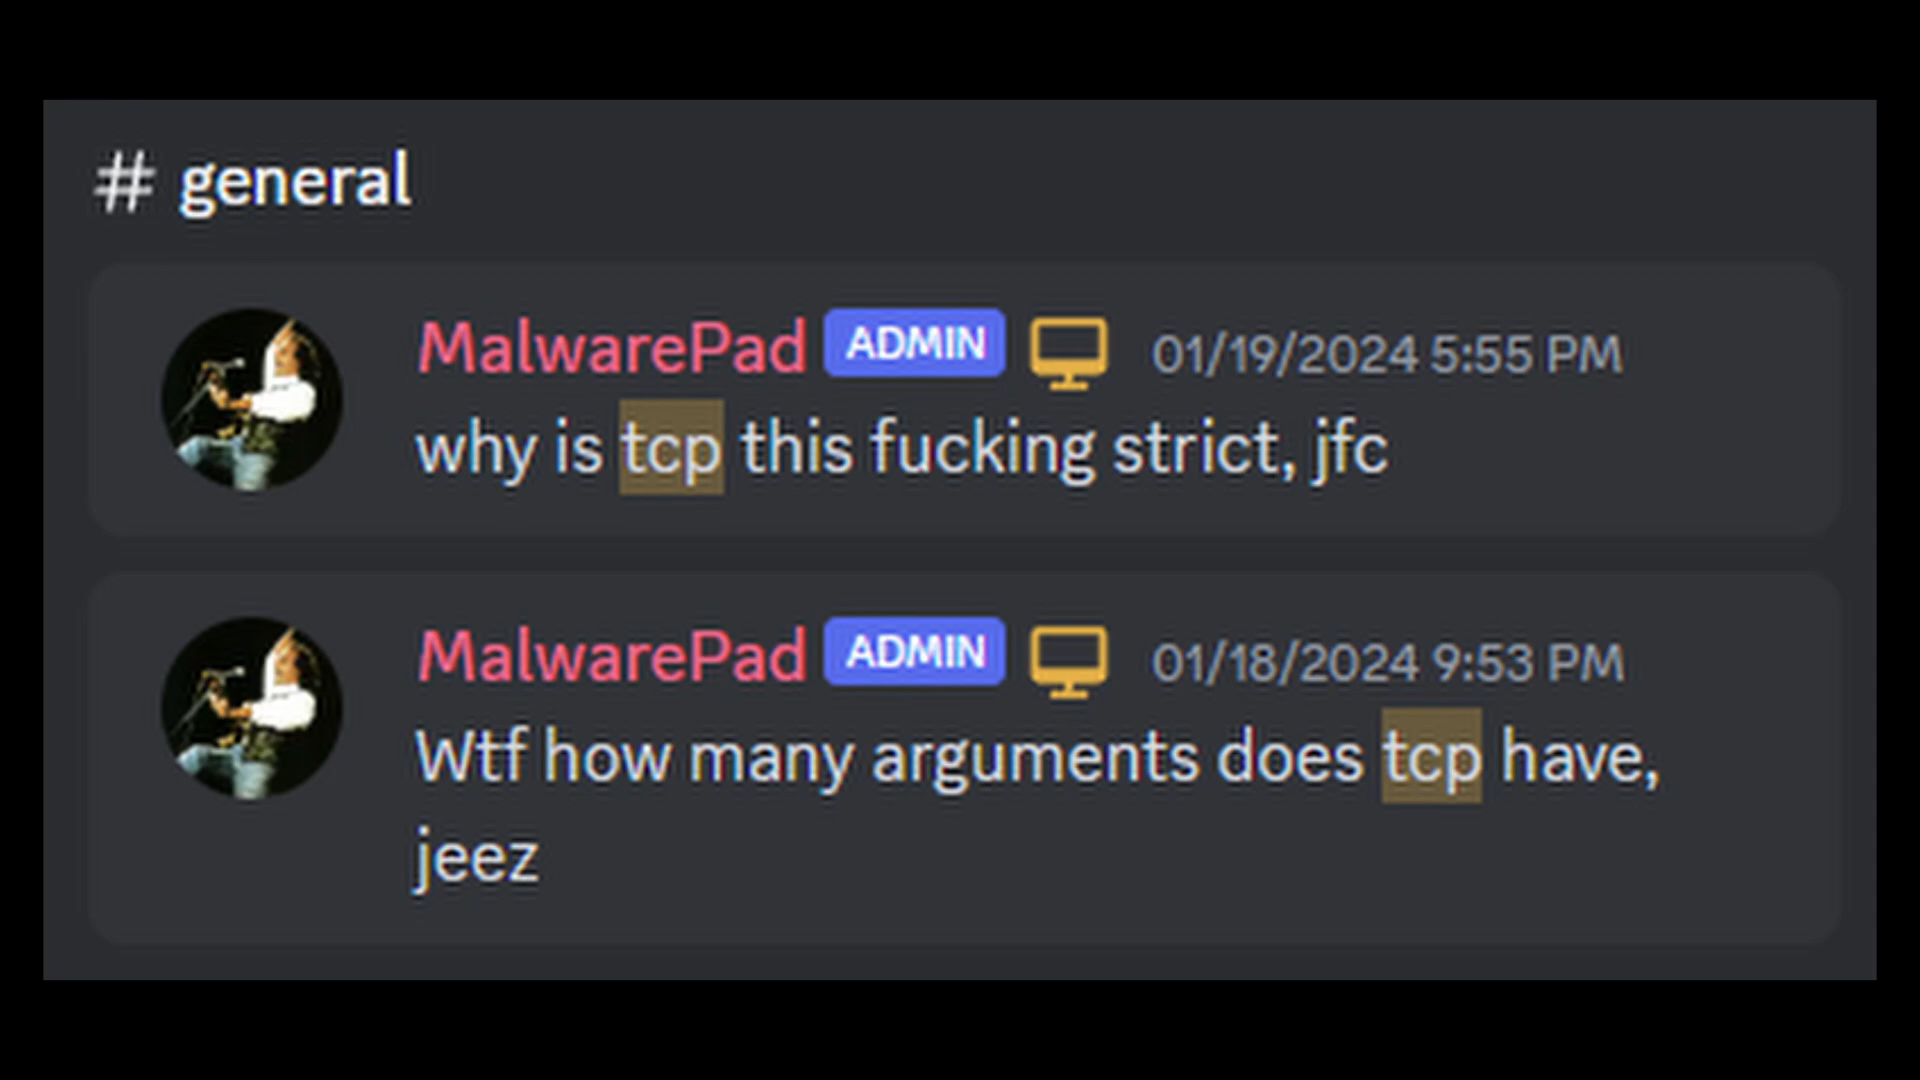 # general
MalwarePad ADMIN 01/19/2024 5:55 PM
why is tcp this fucking strict, jfc
MalwarePad ADMIN 01/18/2024 9:53 PM
Wtf how many arguments does tcp have,
jeez